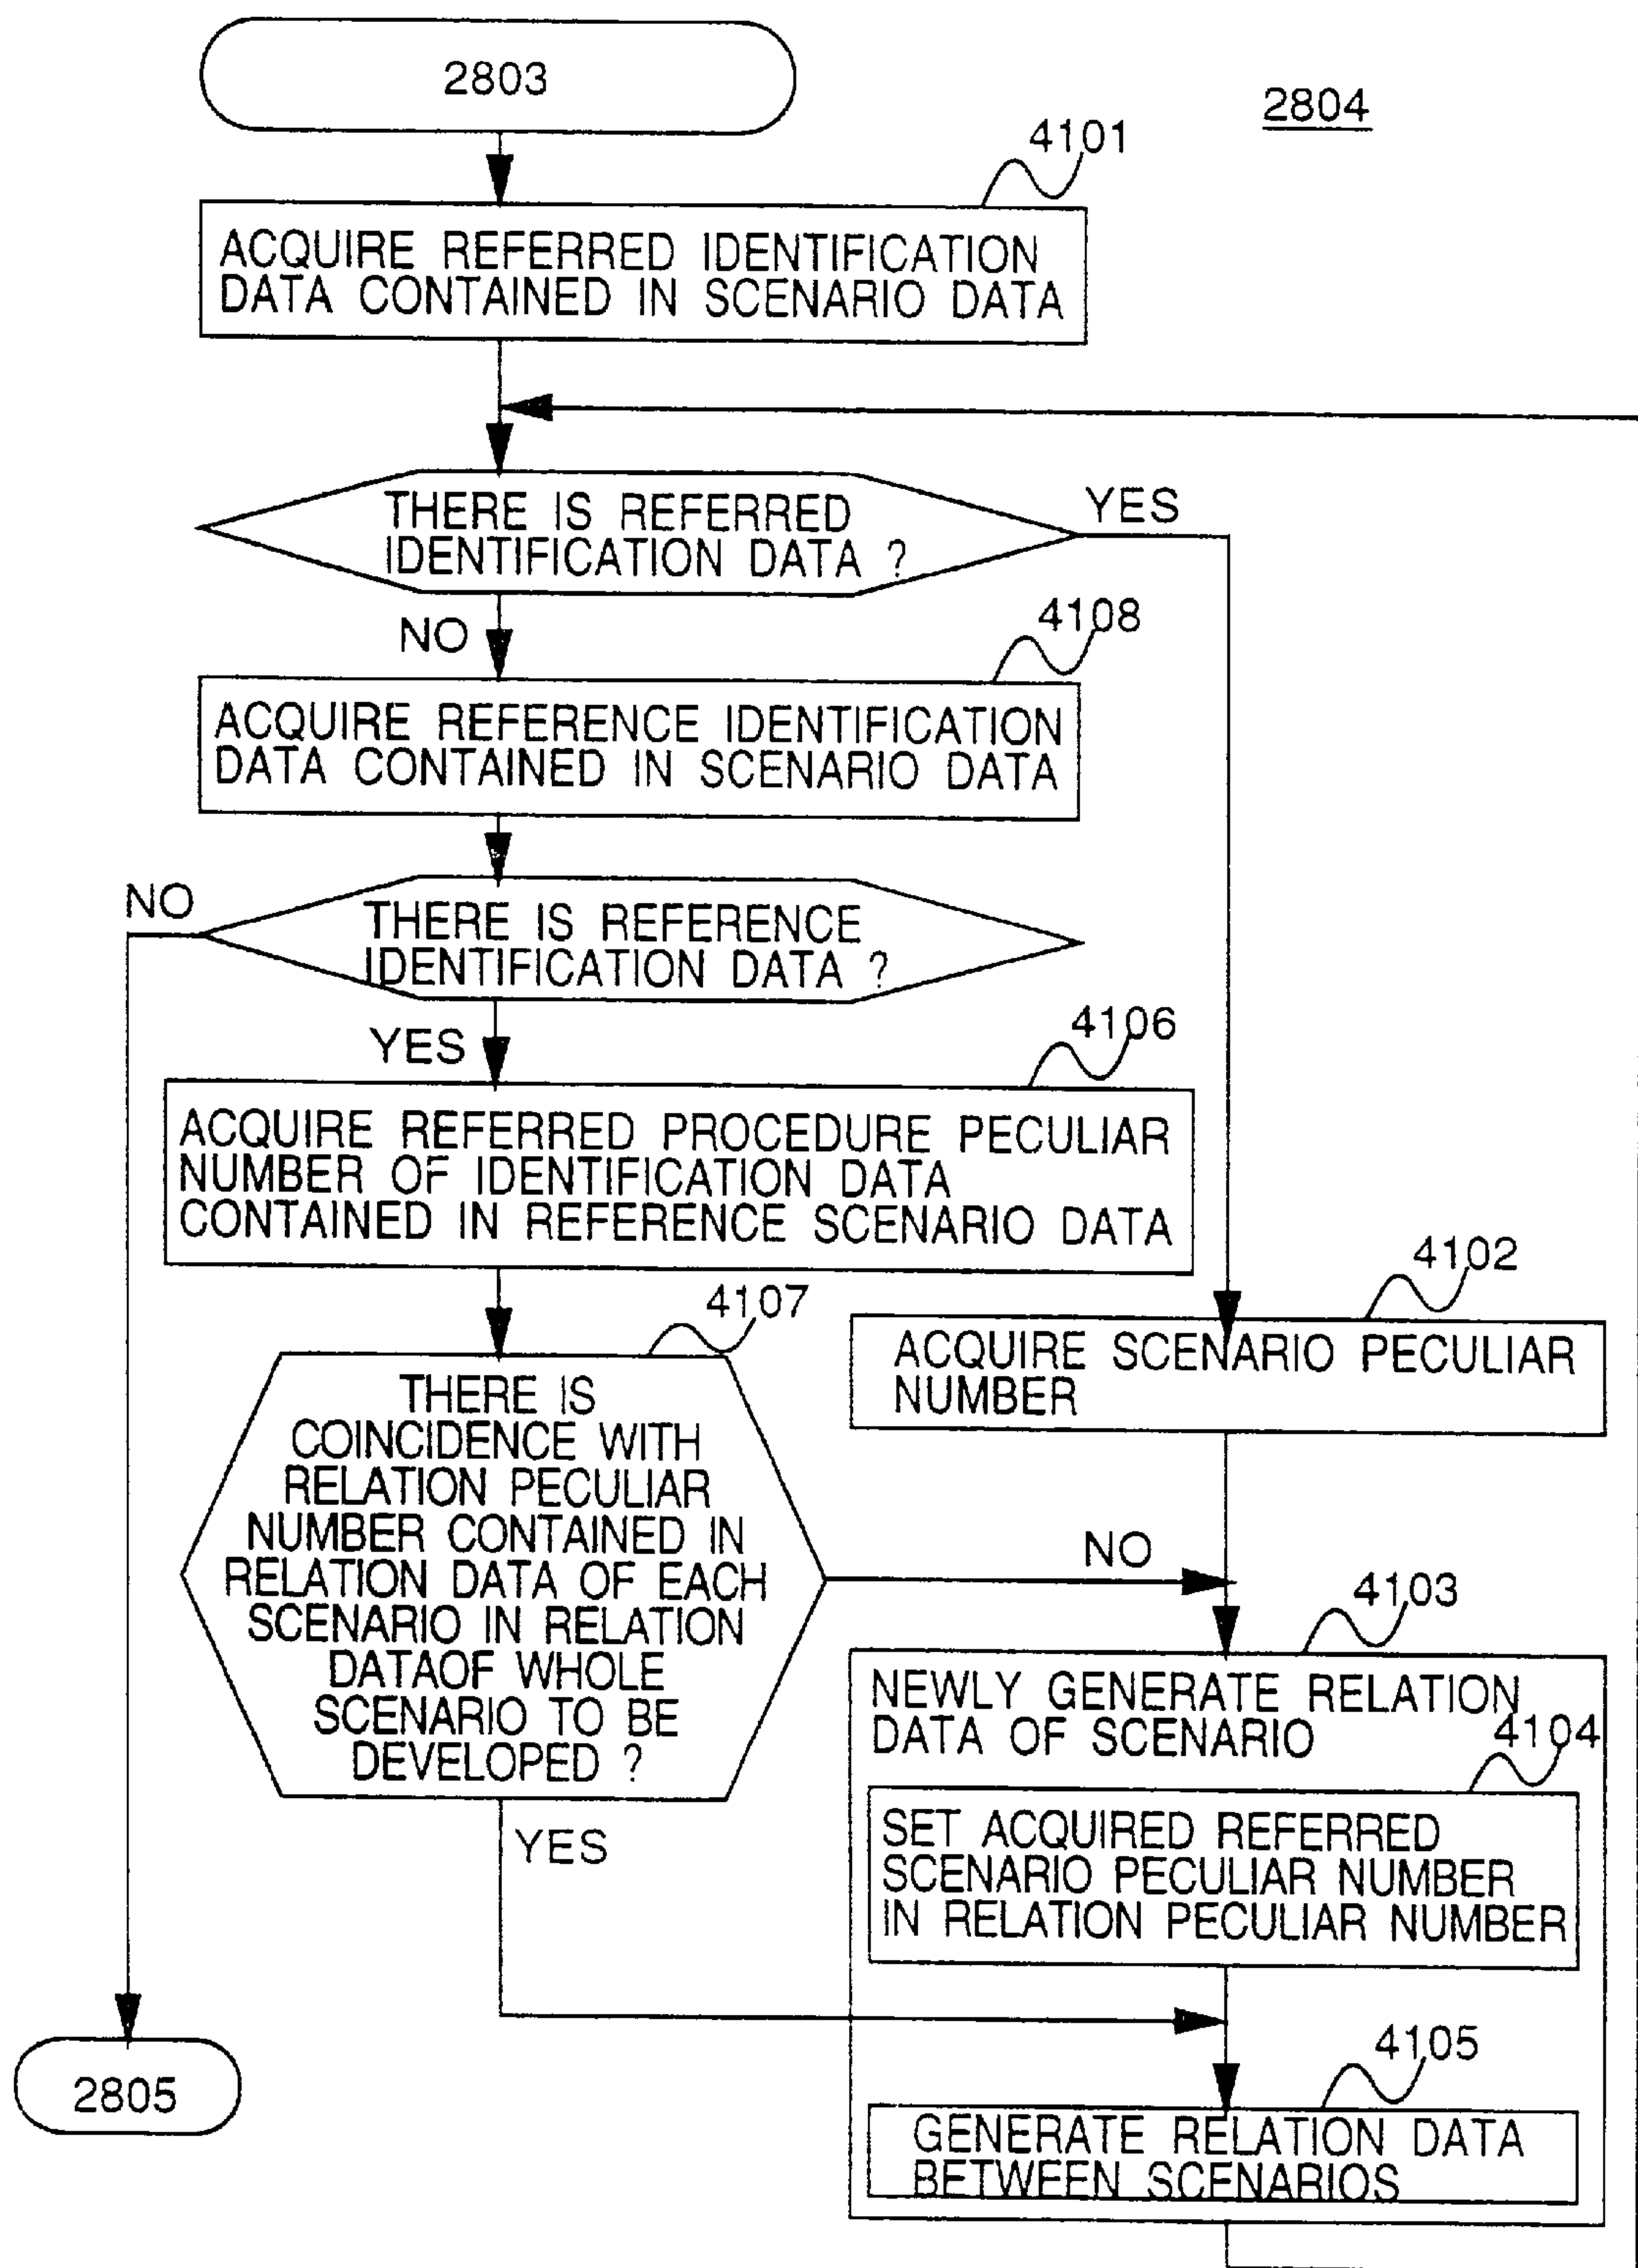 2803
2804
4101
ACQUIRE REFERRED IDENTIFICATION
DATA CONTAINED IN SCENARIO DATA
THERE IS REFERRED
IDENTIFICATION DATA ?
YES
NO
4108
ACQUIRE REFERENCE IDENTIFICATION
DATA CONTAINED IN SCENARIO DATA
NO
THERE IS REFERENCE
IDENTIFICATION DATA ?
YES
4106
ACQUIRE REFERRED PROCEDURE PECULIAR
NUMBER OF IDENTIFICATION DATA
CONTAINED IN REFERENCE SCENARIO DATA
4102
ACQUIRE SCENARIO PECULIAR
NUMBER
4107
THERE IS
COINCIDENCE WITH
RELATION PECULIAR
NUMBER CONTAINED IN
RELATION DATA OF EACH
SCENARIO IN RELATION
DATAOF WHOLE
SCENARIO TO BE
DEVELOPED ?
NO
YES
4103
NEWLY GENERATE RELATION
DATA OF SCENARIO
4104
SET ACQUIRED REFERRED
SCENARIO PECULIAR NUMBER
IN RELATION PECULIAR NUMBER
4105
GENERATE RELATION DATA
BETWEEN SCENARIOS
2805